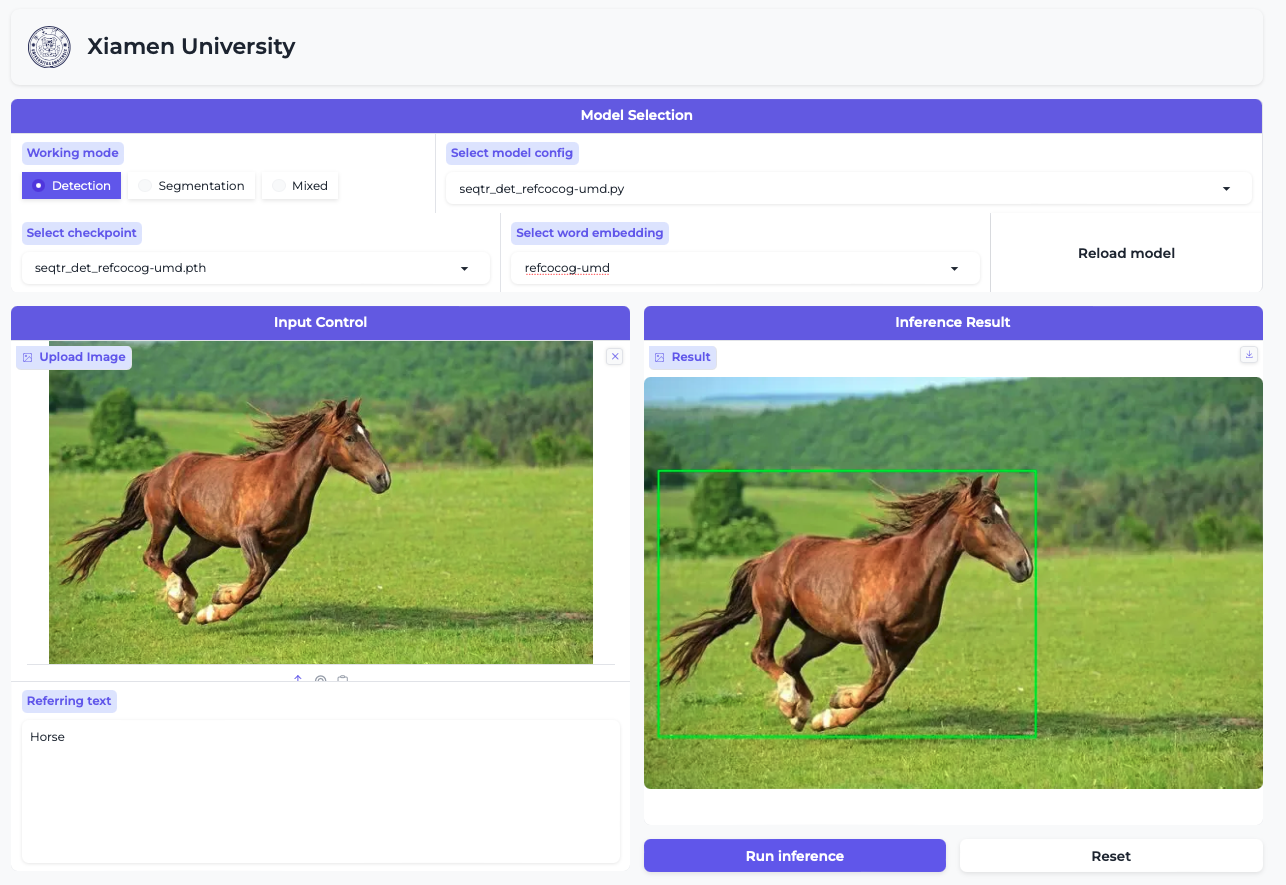 Xiamen University
Model Selection
Working mode
Detection
Segmentation
Mixed
Select model config
seqtr_det_refcocog-umd.py
Select checkpoint
seqtr_det_refcocog-umd.pth
Select word embedding
refcocog-umd
Reload model
Input Control
Upload Image
Referring text
Horse
Inference Result
Result
Run inference
Reset